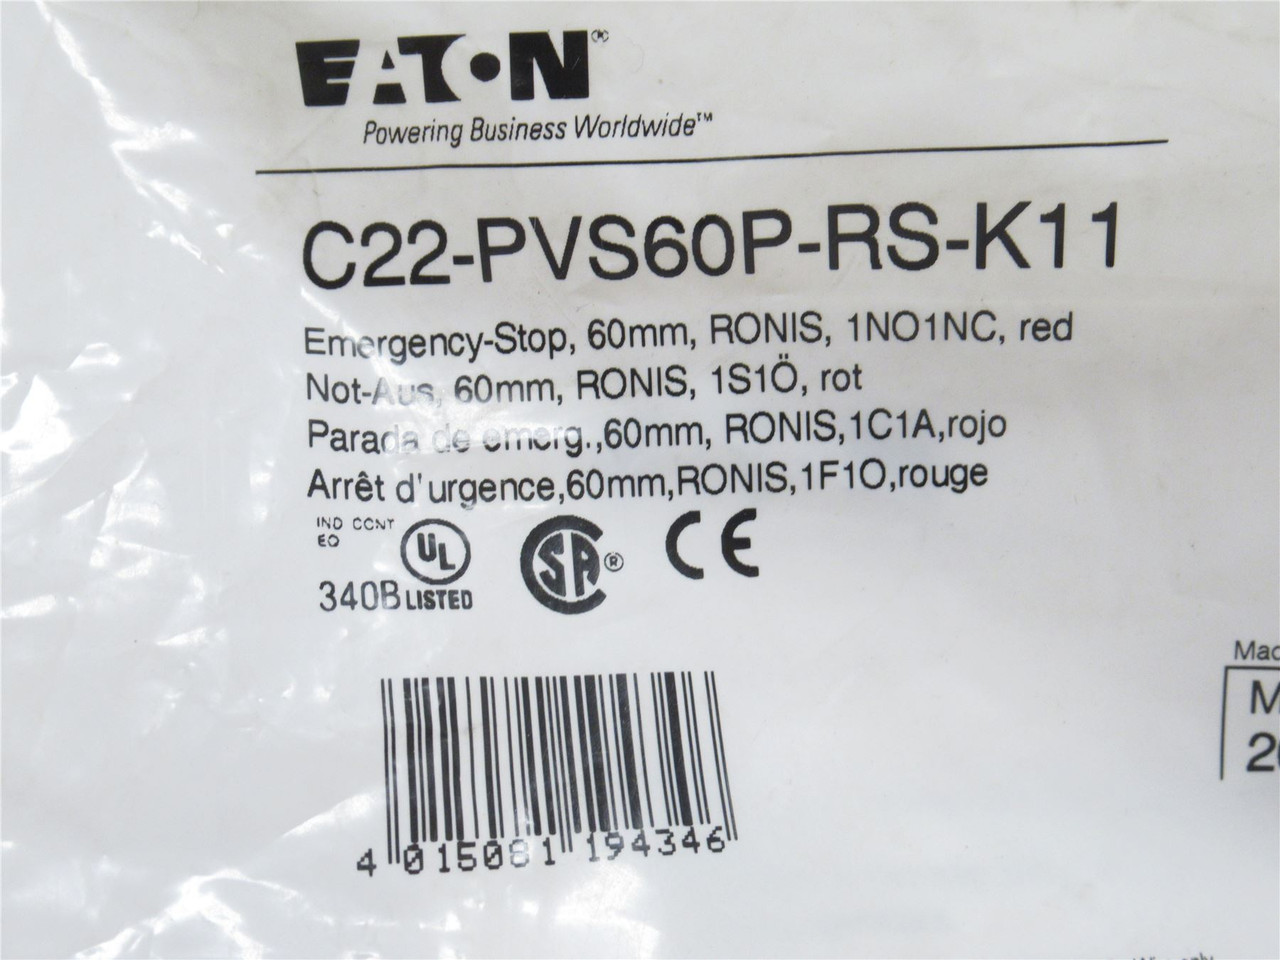 EATON®
Powering Business Worldwide™
C22-PVS60P-RS-K11
Emergency-Stop, 60mm, RONIS, 1NO1NC, red
Not-Aus, 60mm, RONIS, 1S1Ö, rot
Parada de emerg.,60mm, RONIS,1C1A,rojo
Arrêt d'urgence,60mm,RONIS,1F1O,rouge
IND CONT
EQ
UL
340B LISTED
SA ®
CE
4 015081 194346